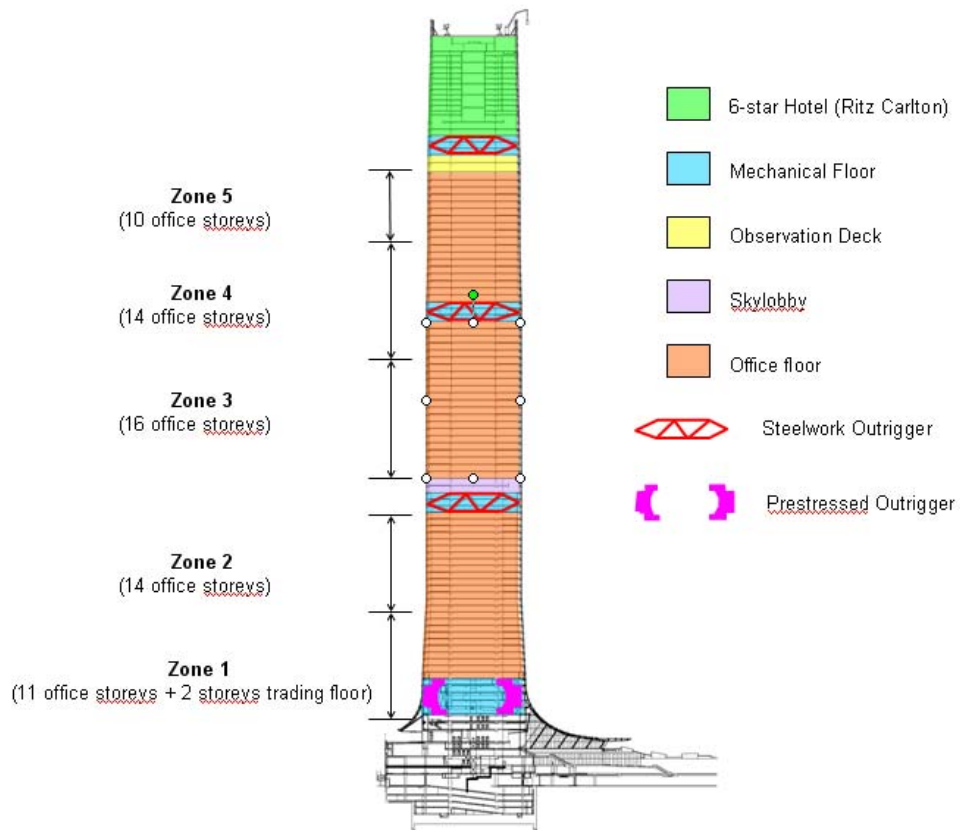 Zone 5
(10 office storeys)
Zone 4
(14 office storeys)
Zone 3
(16 office storeys)
Zone 2
(14 office storeys)
Zone 1
(11 office storeys + 2 storeys trading floor)
6-star Hotel (Ritz Carlton)
Mechanical Floor
Observation Deck
Skylobby
Office floor
Steelwork Outrigger
Prestressed Outrigger